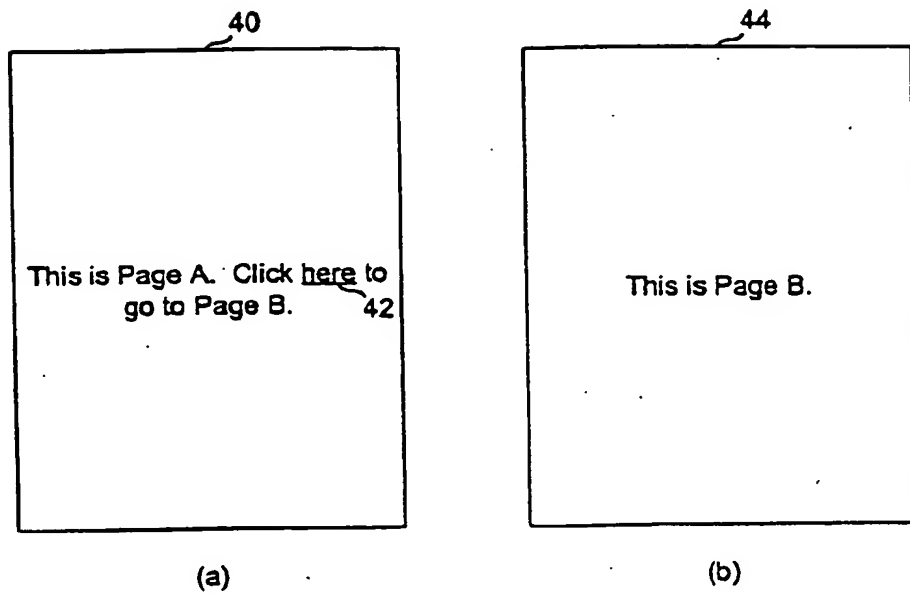 40
This is Page A. Click here to
go to Page B.
42
(a)
44
This is Page B.
(b)